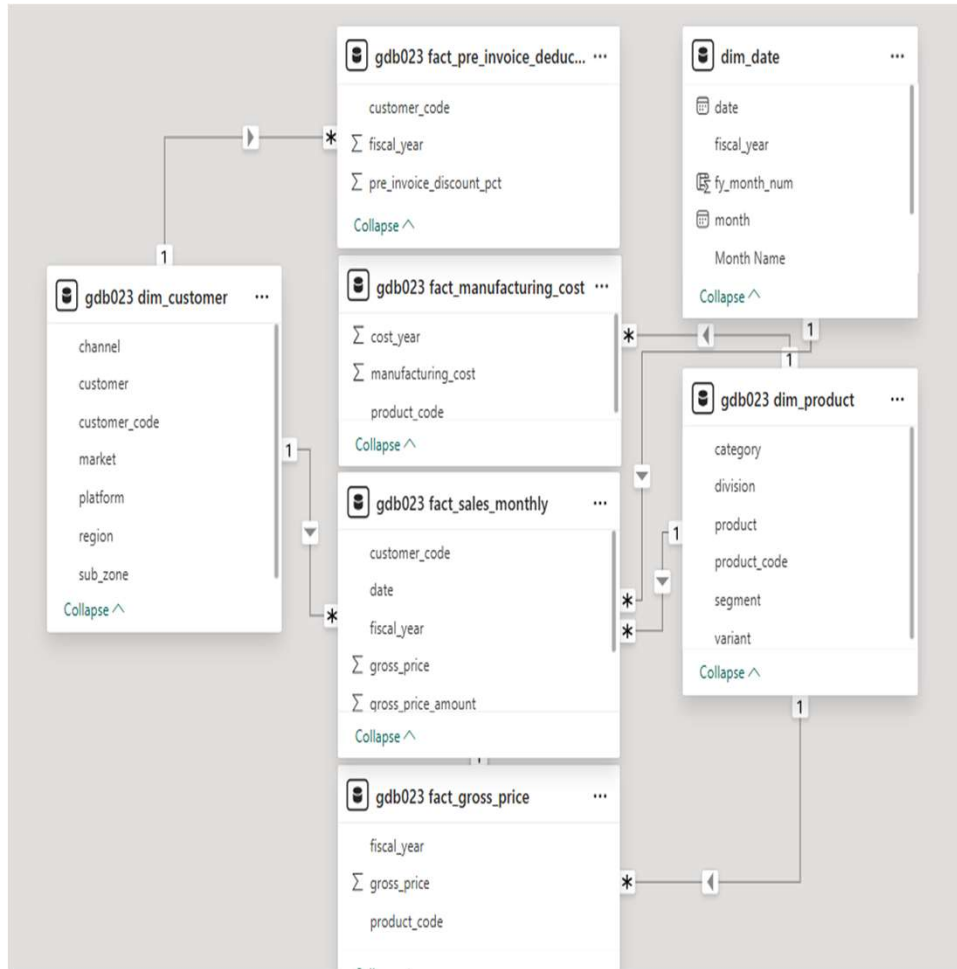 gdb023 fact_pre_invoice_deduc... ...
customer_code
fiscal_year
pre_invoice_discount_pct
Collapse
dim_date ...
date
fiscal_year
fy_month_num
month
Month Name
Collapse
gdb023 dim_customer ...
channel
customer
customer_code
market
platform
region
sub_zone
Collapse
gdb023 fact_manufacturing_cost ...
cost_year
manufacturing_cost
product_code
Collapse
gdb023 dim_product ...
category
division
product
product_code
segment
variant
Collapse
gdb023 fact_sales_monthly ...
customer_code
date
fiscal_year
gross_price
gross_price_amount
Collapse
gdb023 fact_gross_price ...
fiscal_year
gross_price
product_code
1
*
1
*
1
*
1
*
1
*
1
*